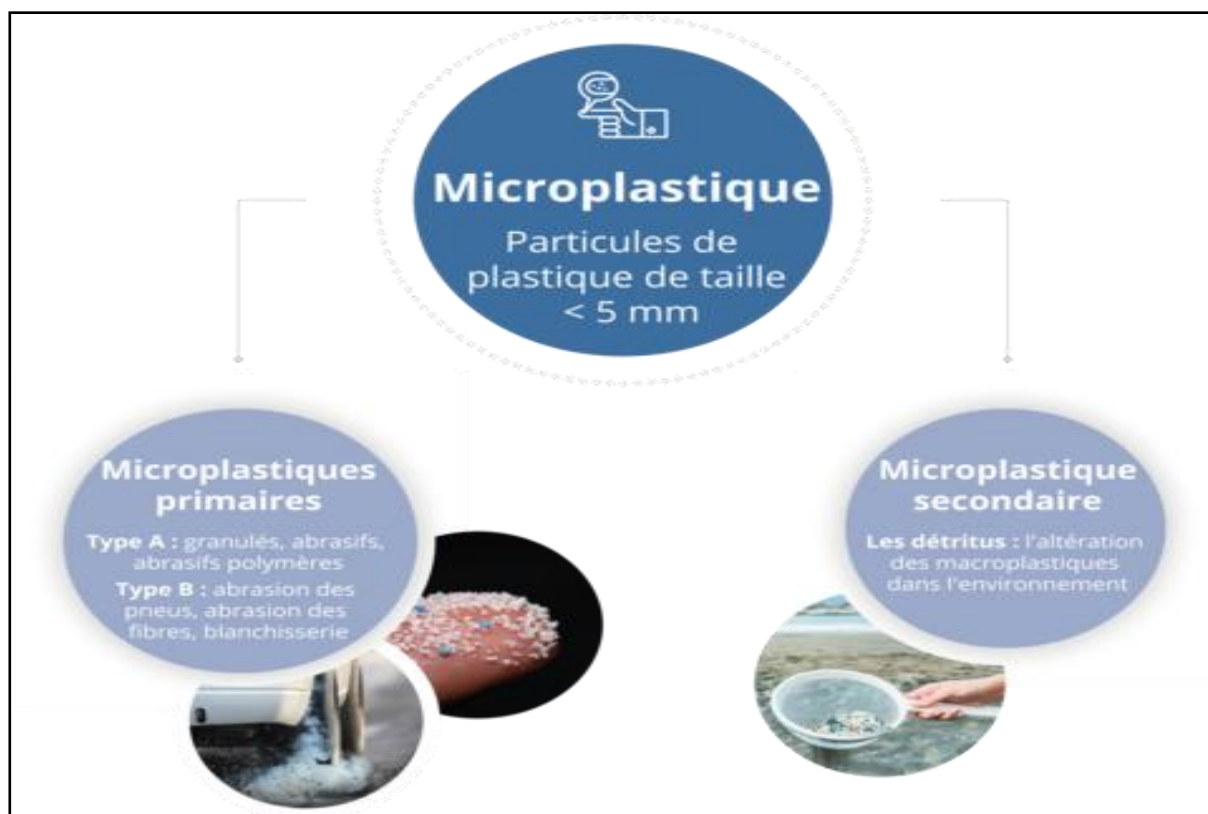 Microplastique
Particules de
plastique de taille
< 5 mm
Microplastiques
primaires
Type A : granulés, abrasifs,
abrasifs polymères
Type B : abrasion des
pneus, abrasion des
fibres, blanchisserie
Microplastique
secondaire
Les détritus : l'altération
des macroplastiques
dans l'environnement